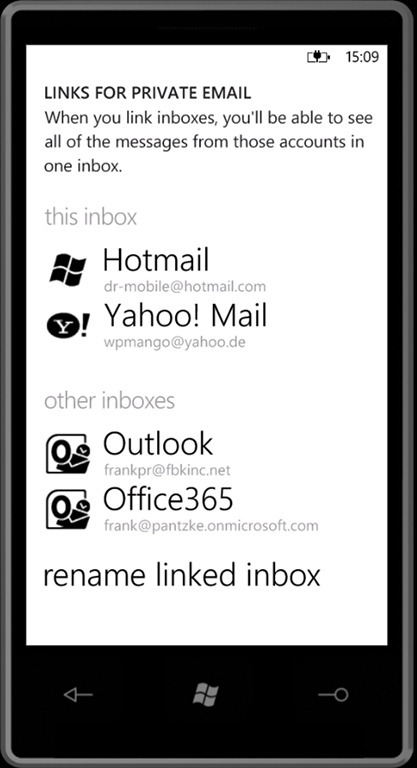 15:09
LINKS FOR PRIVATE EMAIL
When you link inboxes, you'll be able to see
all of the messages from those accounts in
one inbox.
this inbox
Hotmail
dr-mobile@hotmail.com
Y! Yahoo! Mail
wpmango@yahoo.de
other inboxes
Outlook
frankpr@fbkinc.net
Office365
frank@pantzke.onmicrosoft.com
rename linked inbox